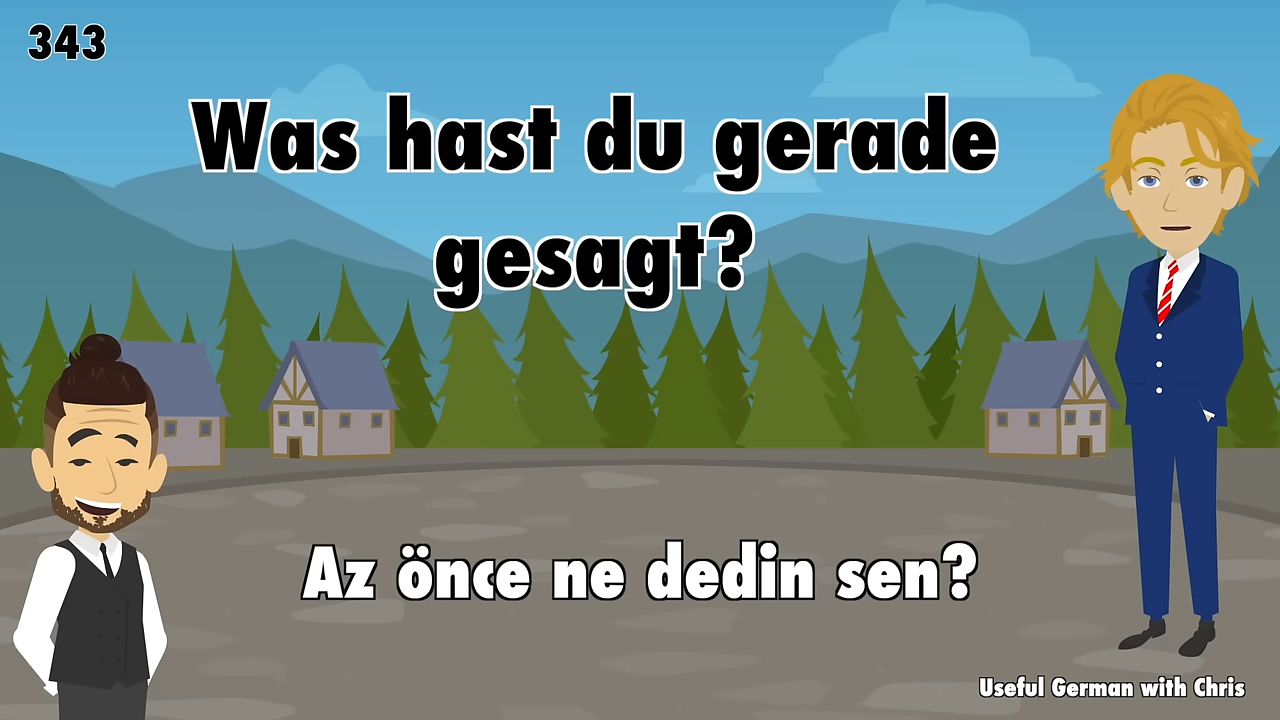 343
Was hast du gerade
gesagt?
Az önce ne dedin sen?
Useful German with Chris